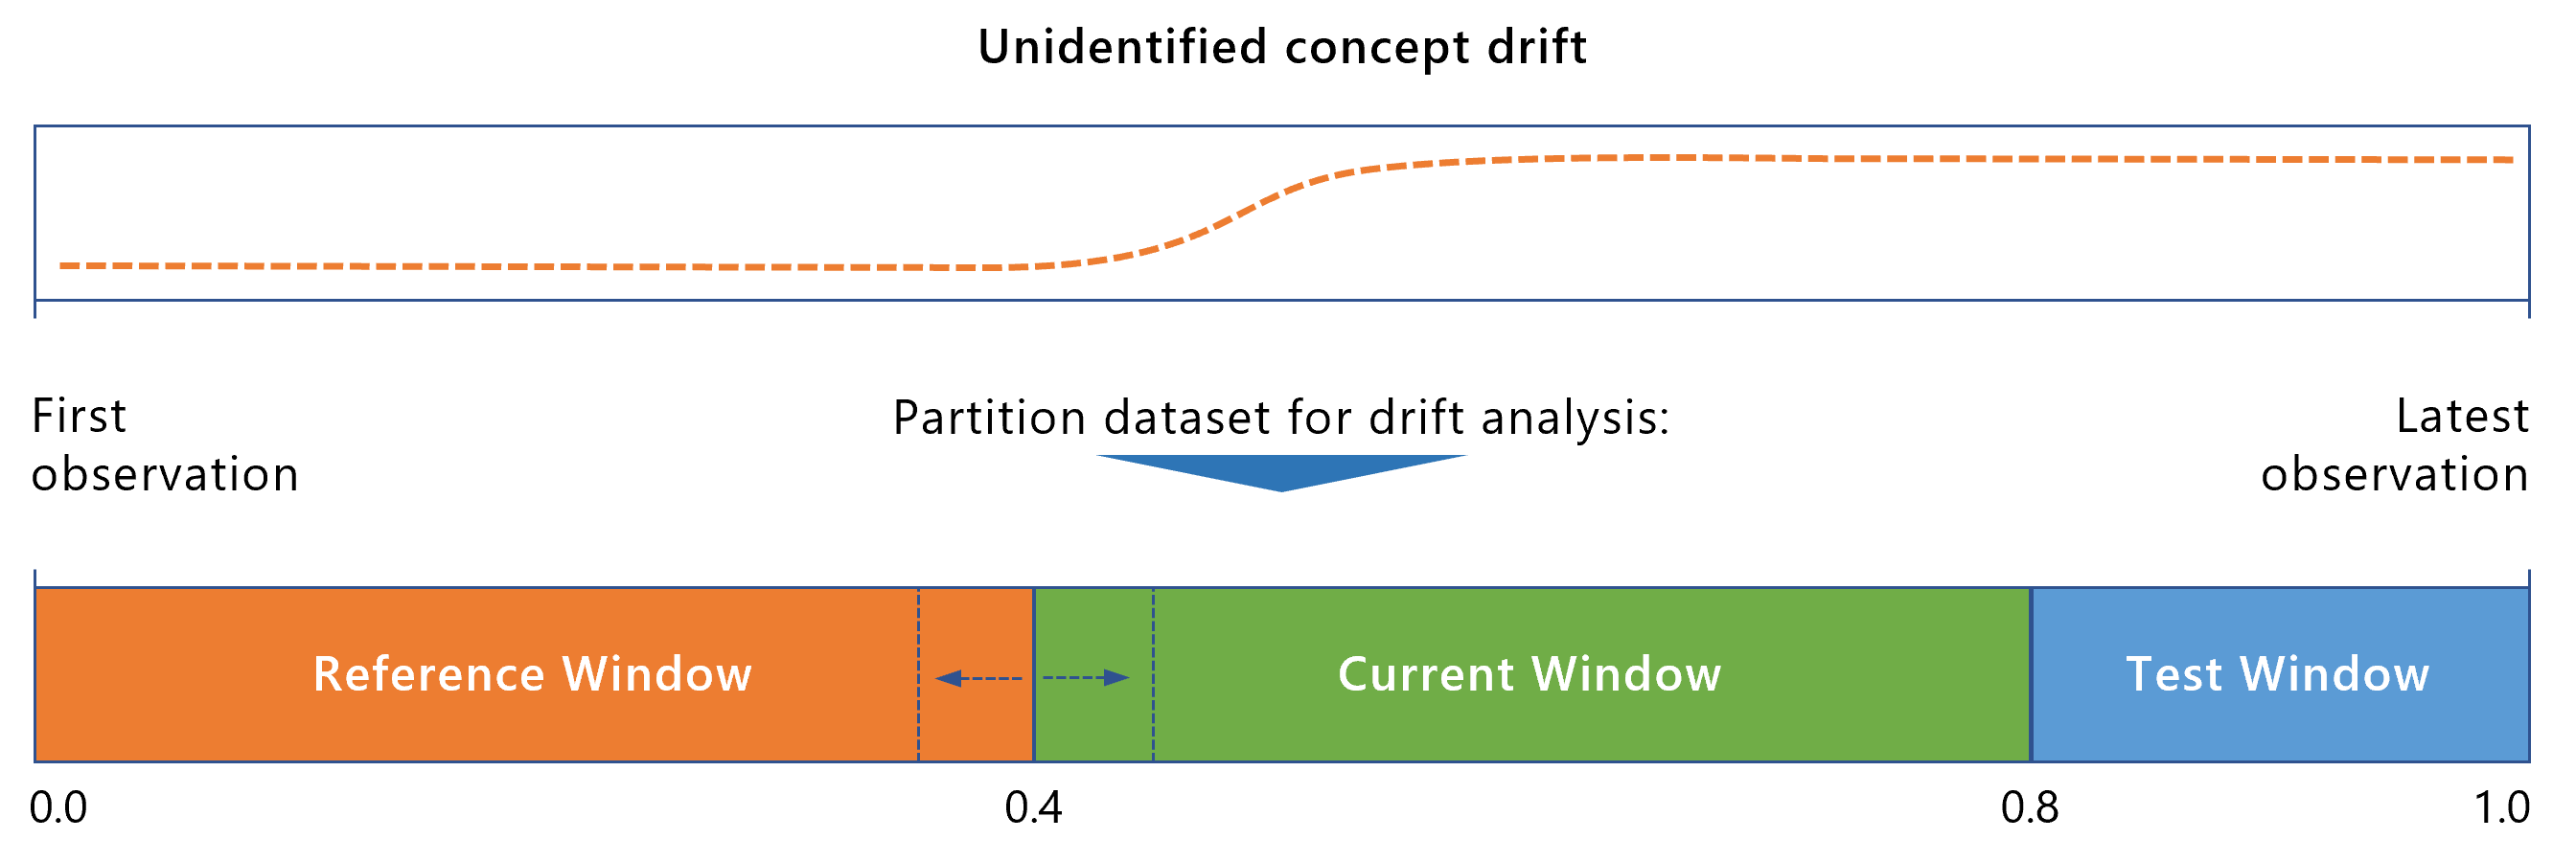 Unidentified concept drift
First
observation
Partition dataset for drift analysis:
Latest
observation
Reference Window
Current Window
Test Window
0.0
0.4
0.8
1.0